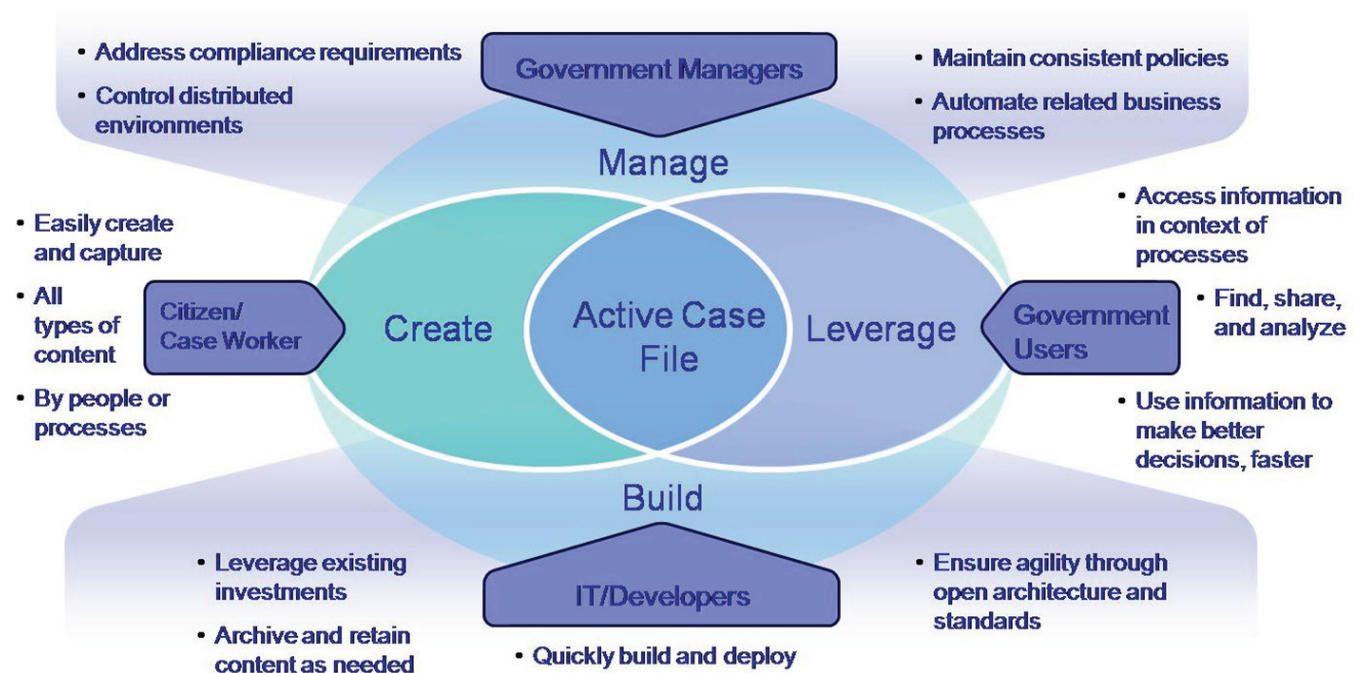 • Address compliance requirements
• Control distributed
environments
Government Managers
• Maintain consistent policies
• Automate related business
processes
Manage
• Easily create
and capture
• All
types of
content
• By people or
processes
Citizen/
Case Worker
Create
Active Case
File
Leverage
Government
Users
• Access information
in context of
processes
• Find, share,
and analyze
• Use information to
make better
decisions, faster
Build
• Leverage existing
investments
• Archive and retain
content as needed
IT/Developers
• Quickly build and deploy
• Ensure agility through
open architecture and
standards